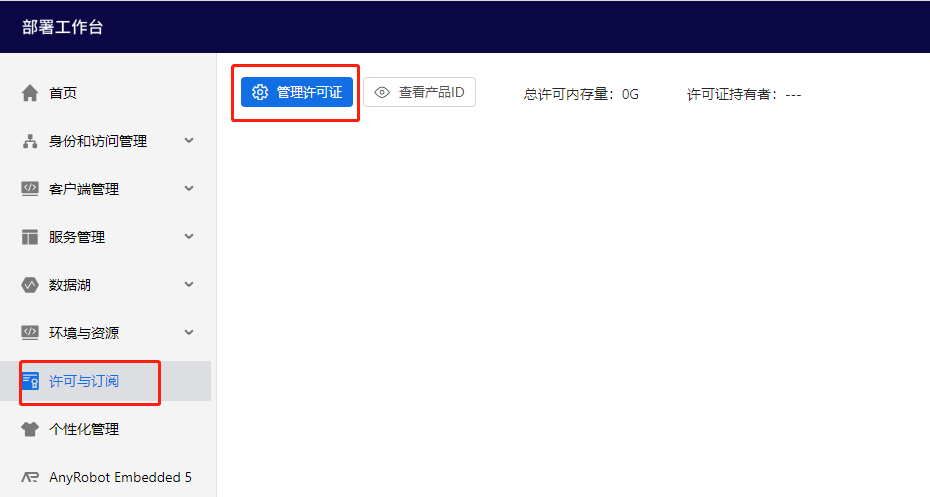 部署工作台
首页
身份和访问管理
客户端管理
服务管理
数据湖
环境与资源
许可与订阅
个性化管理
AnyRobot Embedded 5
管理许可证 查看产品ID 总许可内存量：0G 许可证持有者：---